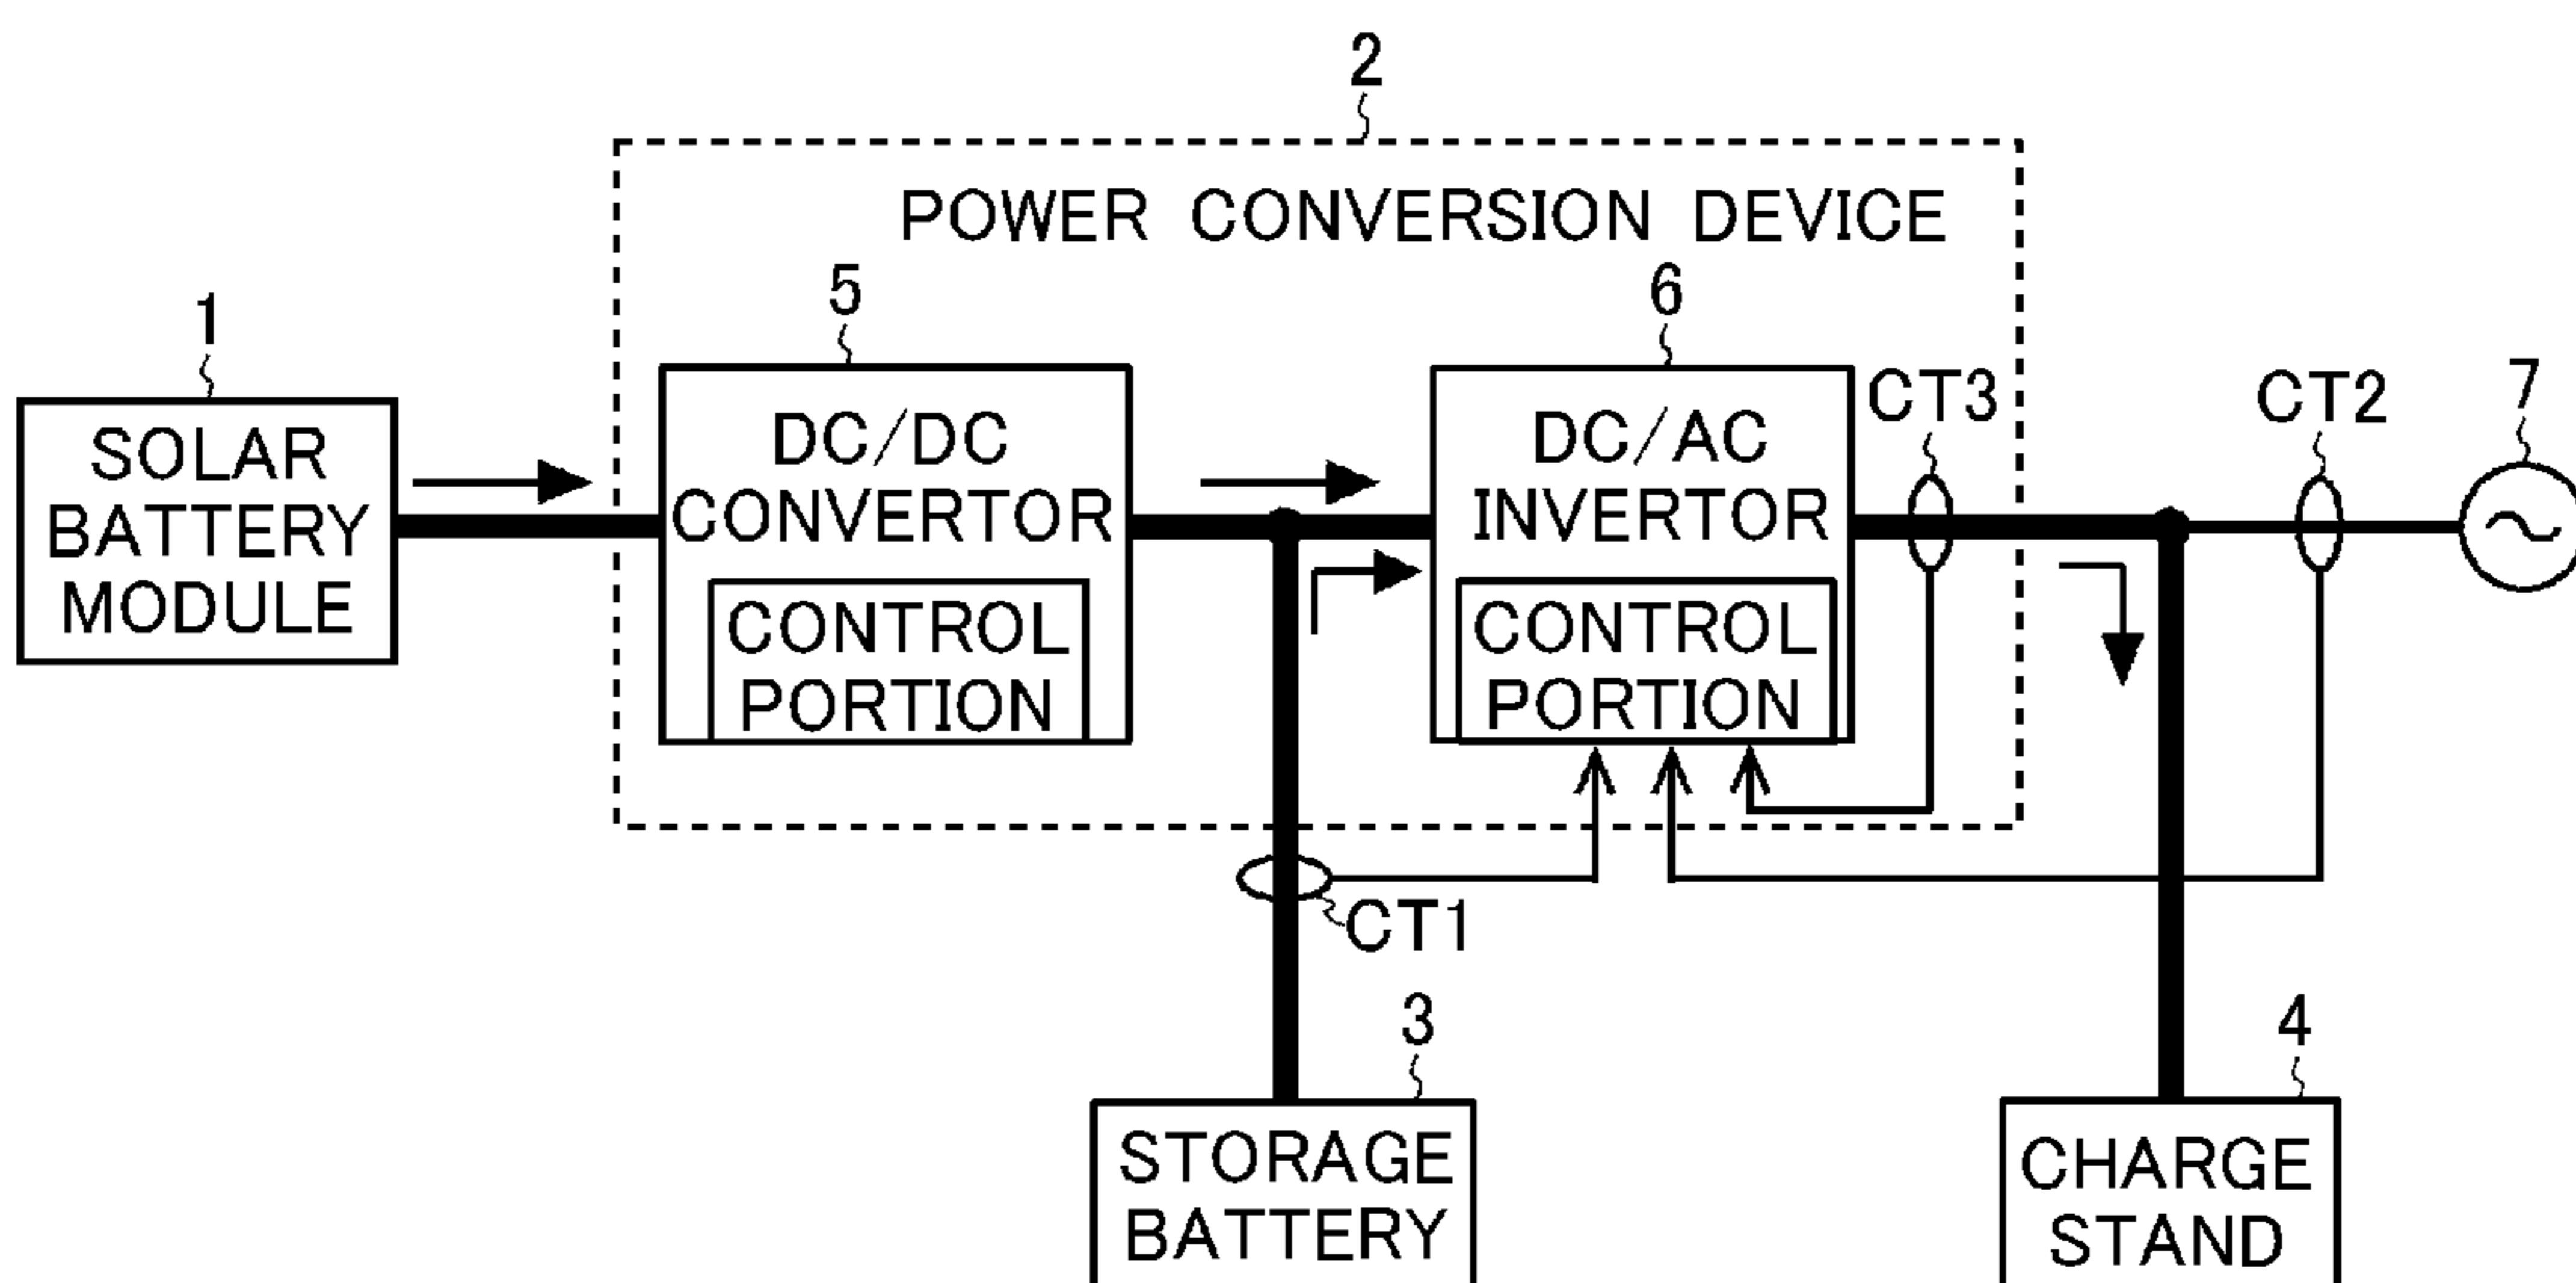 2
POWER CONVERSION DEVICE
1
5
6
CT3
CT2
7
SOLAR
BATTERY
MODULE
DC/DC
CONVERTOR
CONTROL
PORTION
DC/AC
INVERTOR
CONTROL
PORTION
CT1
3
4
STORAGE
BATTERY
CHARGE
STAND